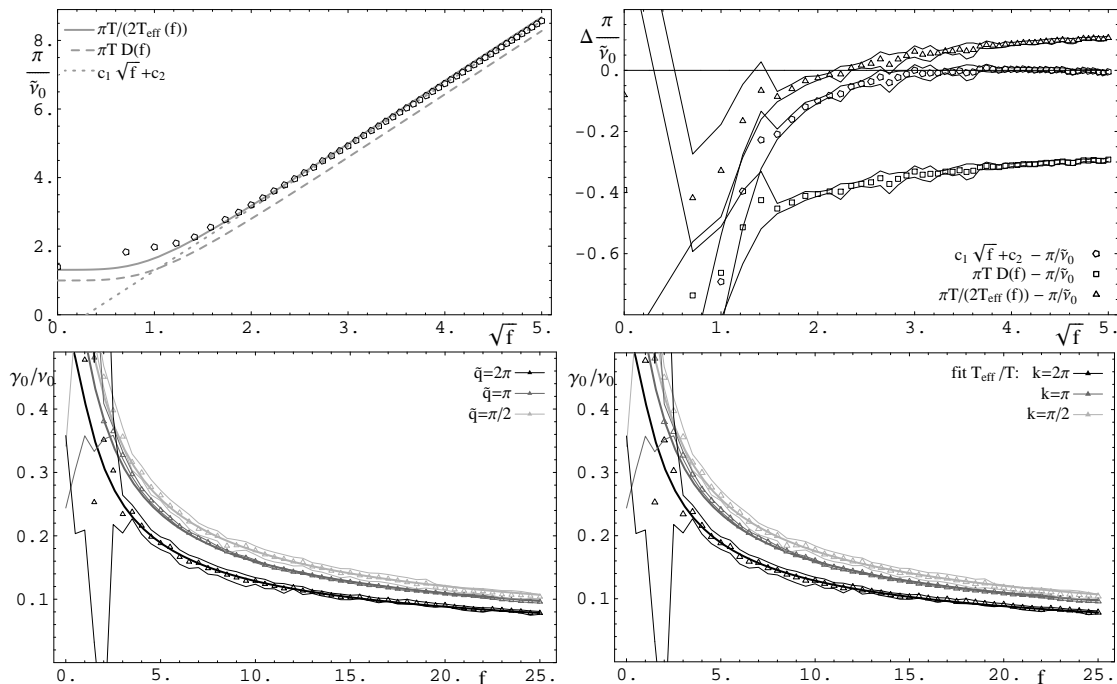 8.
6.
4.
2.
0.
π
ν̃₀
πT/(2T_eff (f))
πT D(f)
c₁ √f +c₂
0. 1. 2. 3. 4. 5.
√f
Δ π/ν̃₀
0.
-0.2
-0.4
-0.6
c₁ √f +c₂ − π/ν̃₀
πT D(f) − π/ν̃₀
πT/(2T_eff (f)) − π/ν̃₀
0. 1. 2. 3. 4. 5.
√f
γ₀/ν₀
0.4
0.3
0.2
0.1
q̃=2π
q̃=π
q̃=π/2
0. 5. 10. 15. 20. 25.
f
γ₀/ν₀
0.4
0.3
0.2
0.1
fit T_eff /T: k=2π
k=π
k=π/2
0. 5. 10. 15. 20. 25.
f